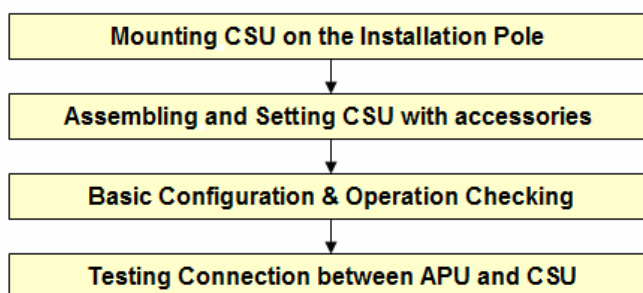 Mounting CSU on the Installation Pole
Assembling and Setting CSU with accessories
Basic Configuration & Operation Checking
Testing Connection between APU and CSU